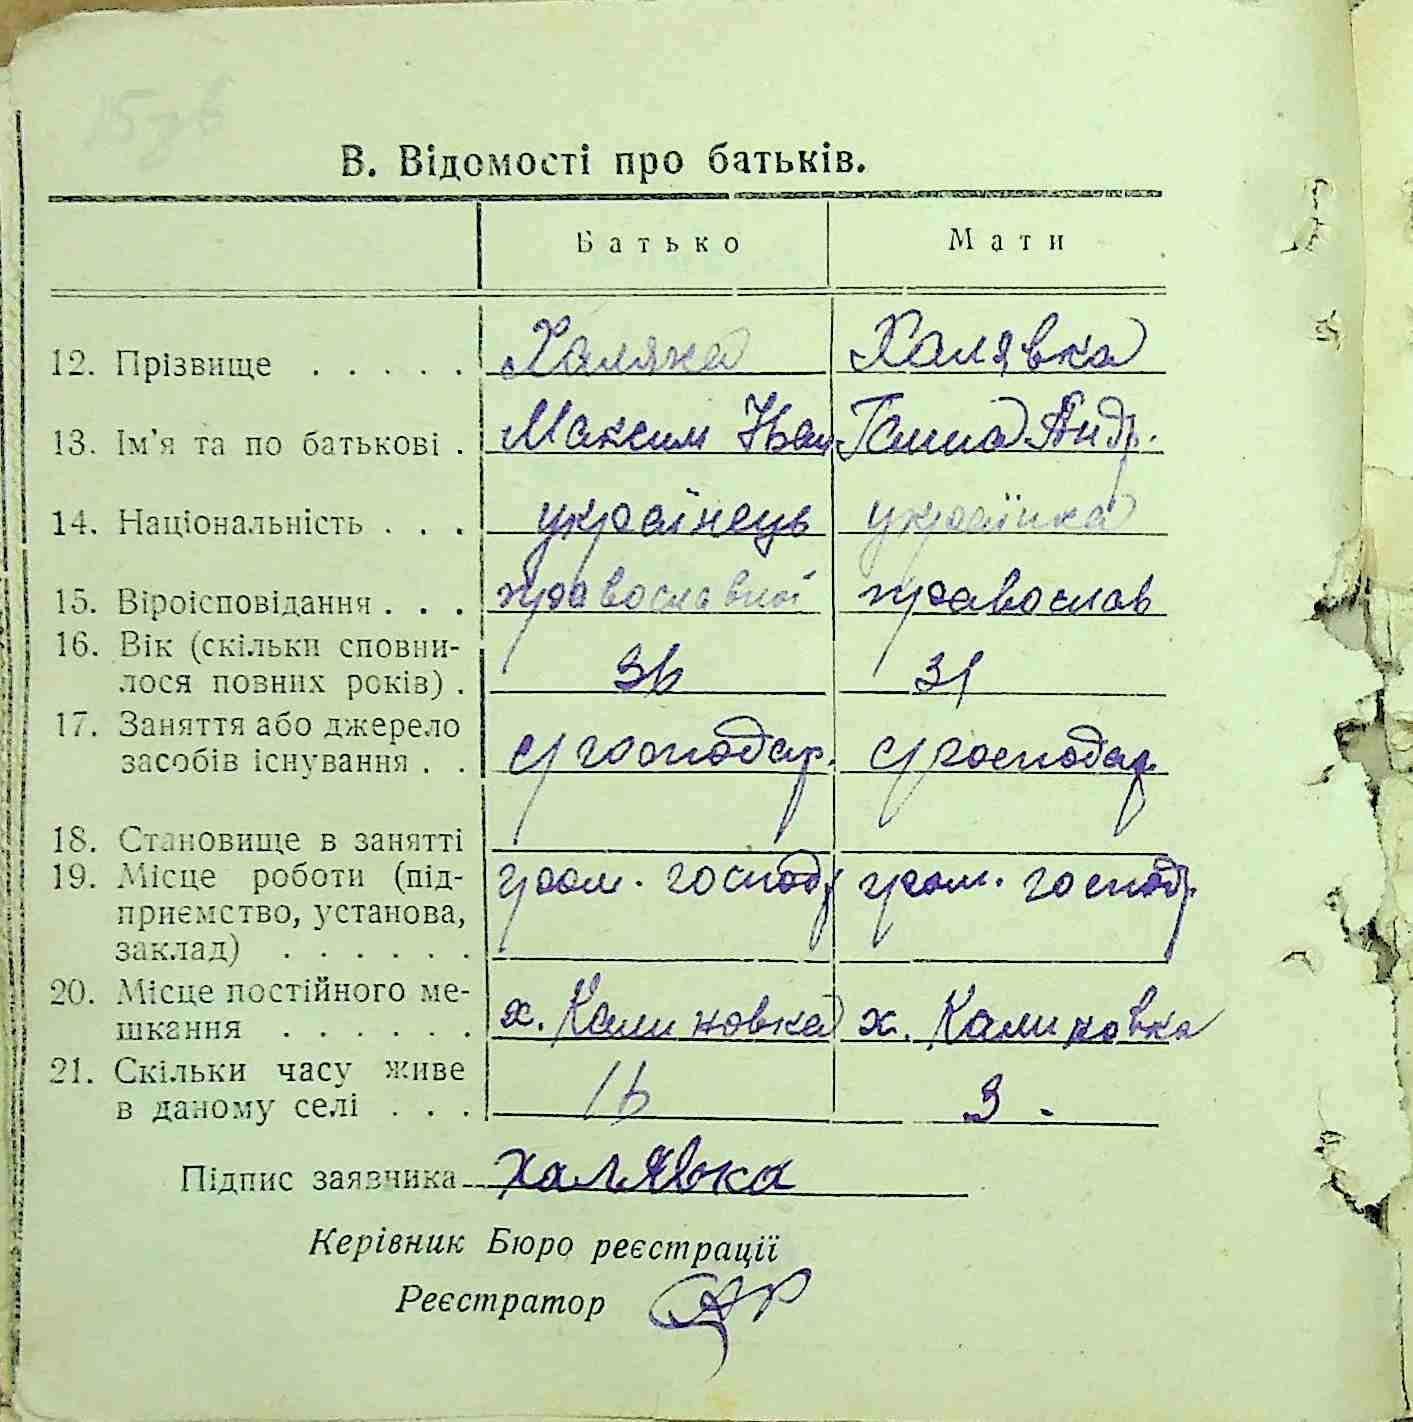 В. Відомості про батьків.
Батько Мати
12. Прізвище . . . . . Халяка Халявка
13. Ім'я та по батькові . Максим Іван Ганна Андр.
14. Національність . . . українець українка
15. Віроісповідання . . . православної православ
16. Вік (скільки сповни-
лося повних років) . 36 31
17. Заняття або джерело
засобів існування . . с/господар. с/господар.
18. Становище в занятті
19. Місце роботи (під- гром. господ гром. господ.
приємство, установа,
заклад) . . . . . .
20. Місце постійного ме-
шкання . . . . . . х. Калиновка х. Калиновка
21. Скільки часу живе
в даному селі . . . 16 3.
Підпис заявника Халявка
Керівник Бюро реєстрації
Реєстратор